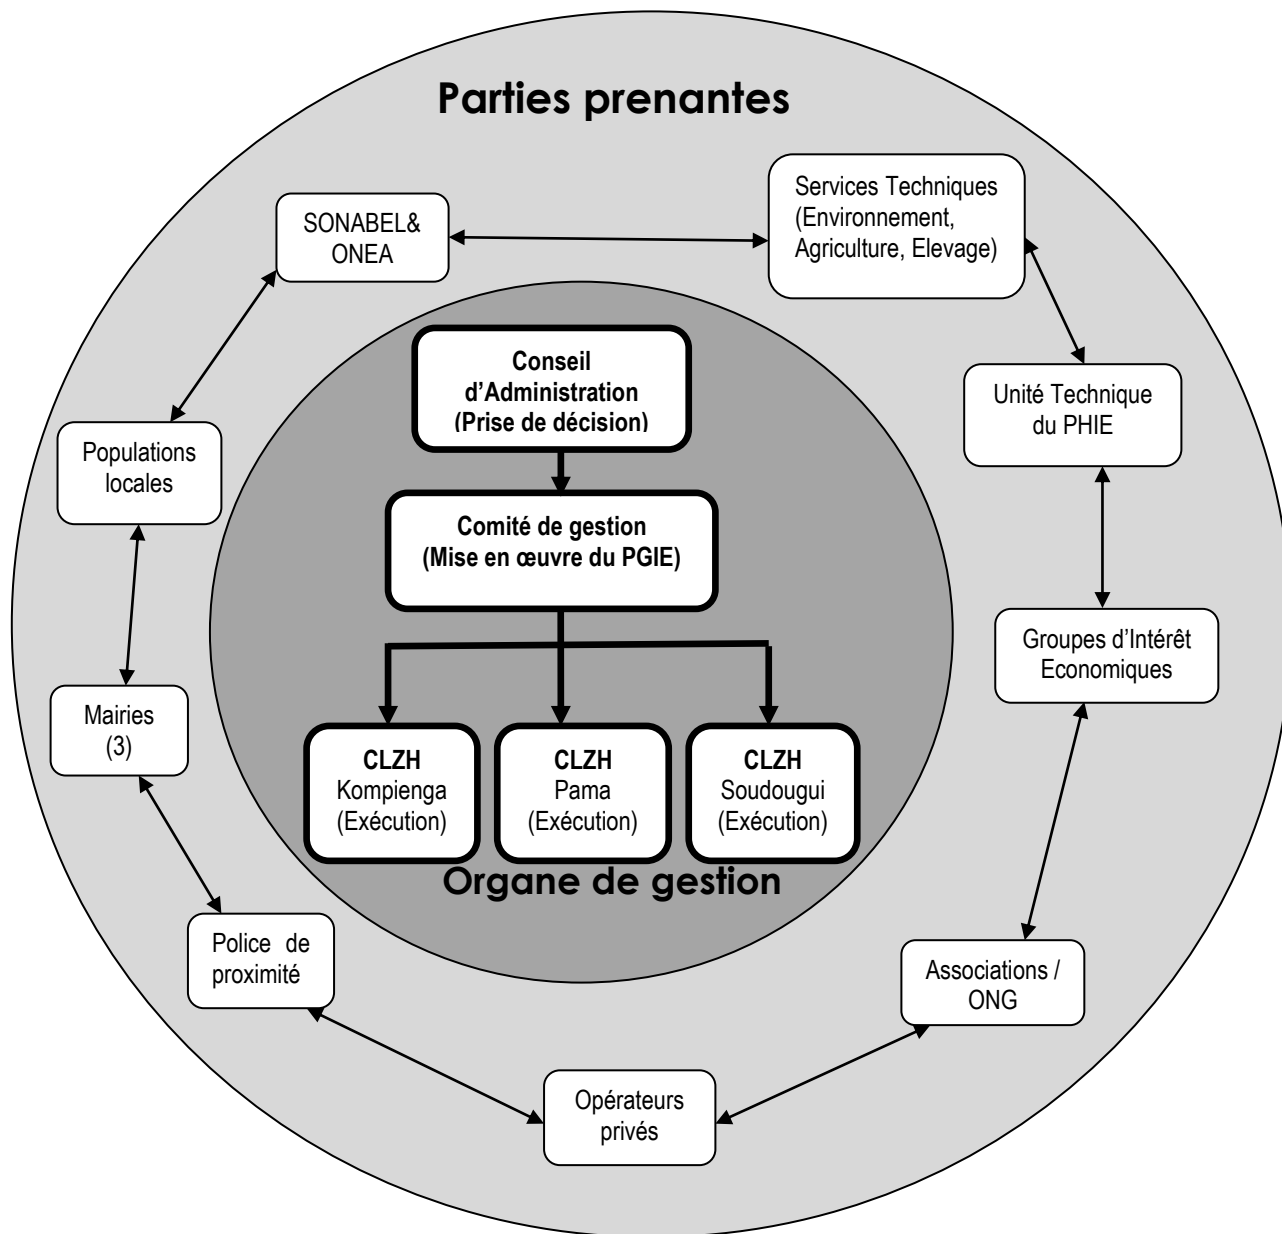 Parties prenantes
SONABEL&
ONEA
Services Techniques
(Environnement,
Agriculture, Elevage)
Conseil
d’Administration
(Prise de décision)
Unité Technique
du PHIE
Populations
locales
Comité de gestion
(Mise en œuvre du PGIE)
Groupes d’Intérêt
Economiques
Mairies
(3)
CLZH
Kompienga
(Exécution)
CLZH
Pama
(Exécution)
CLZH
Soudougui
(Exécution)
Organe de gestion
Police de
proximité
Associations /
ONG
Opérateurs
privés